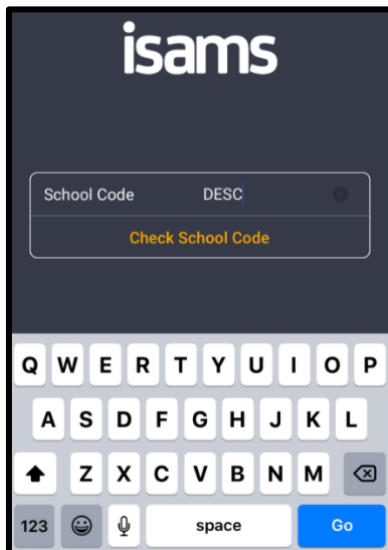 isams
School Code DESC
Check School Code
Q W E R T Y U I O P
A S D F G H J K L
Z X C V B N M
123 space Go